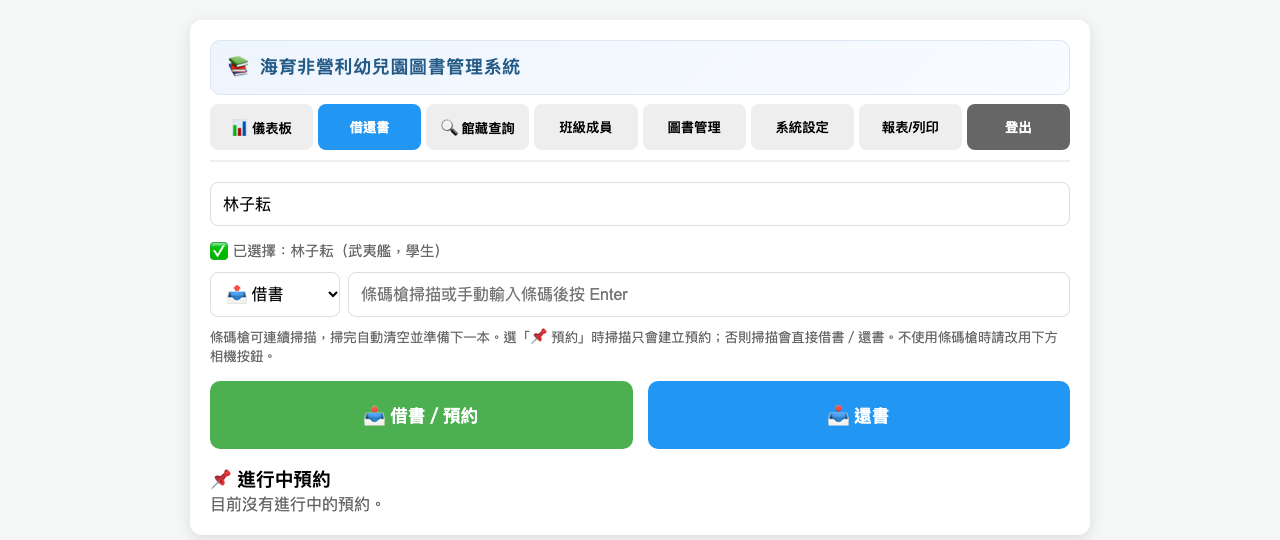 📚 海育非營利幼兒園圖書管理系統
📊 儀表板
借還書
🔍 館藏查詢
班級成員
圖書管理
系統設定
報表/列印
登出
林子耘
✅ 已選擇：林子耘（武夷艦，學生）
📤 借書
條碼槍掃描或手動輸入條碼後按 Enter
條碼槍可連續掃描，掃完自動清空並準備下一本。選「📌 預約」時掃描只會建立預約；否則掃描會直接借書 / 還書。不使用條碼槍時請改用下方
相機按鈕。
📤 借書 / 預約
📥 還書
📌 進行中預約
目前沒有進行中的預約。